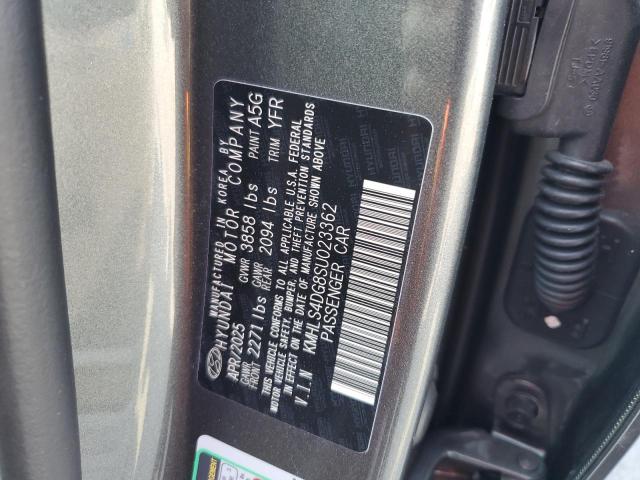 MANUFACTURED IN KOREA BY
HYUNDAI MOTOR COMPANY
APR/2025 GVWR 3858 lbs PAINT A5G
GAWR FRONT 2271 lbs GAWR REAR 2094 lbs TRIM YFR
THIS VEHICLE CONFORMS TO ALL APPLICABLE U.S.A. FEDERAL
MOTOR VEHICLE SAFETY, BUMPER, AND THEFT PREVENTION STANDARDS
IN EFFECT ON THE DATE OF MANUFACTURE SHOWN ABOVE
V.I.N KMHLS4DG8SU023362
PASSENGER CAR